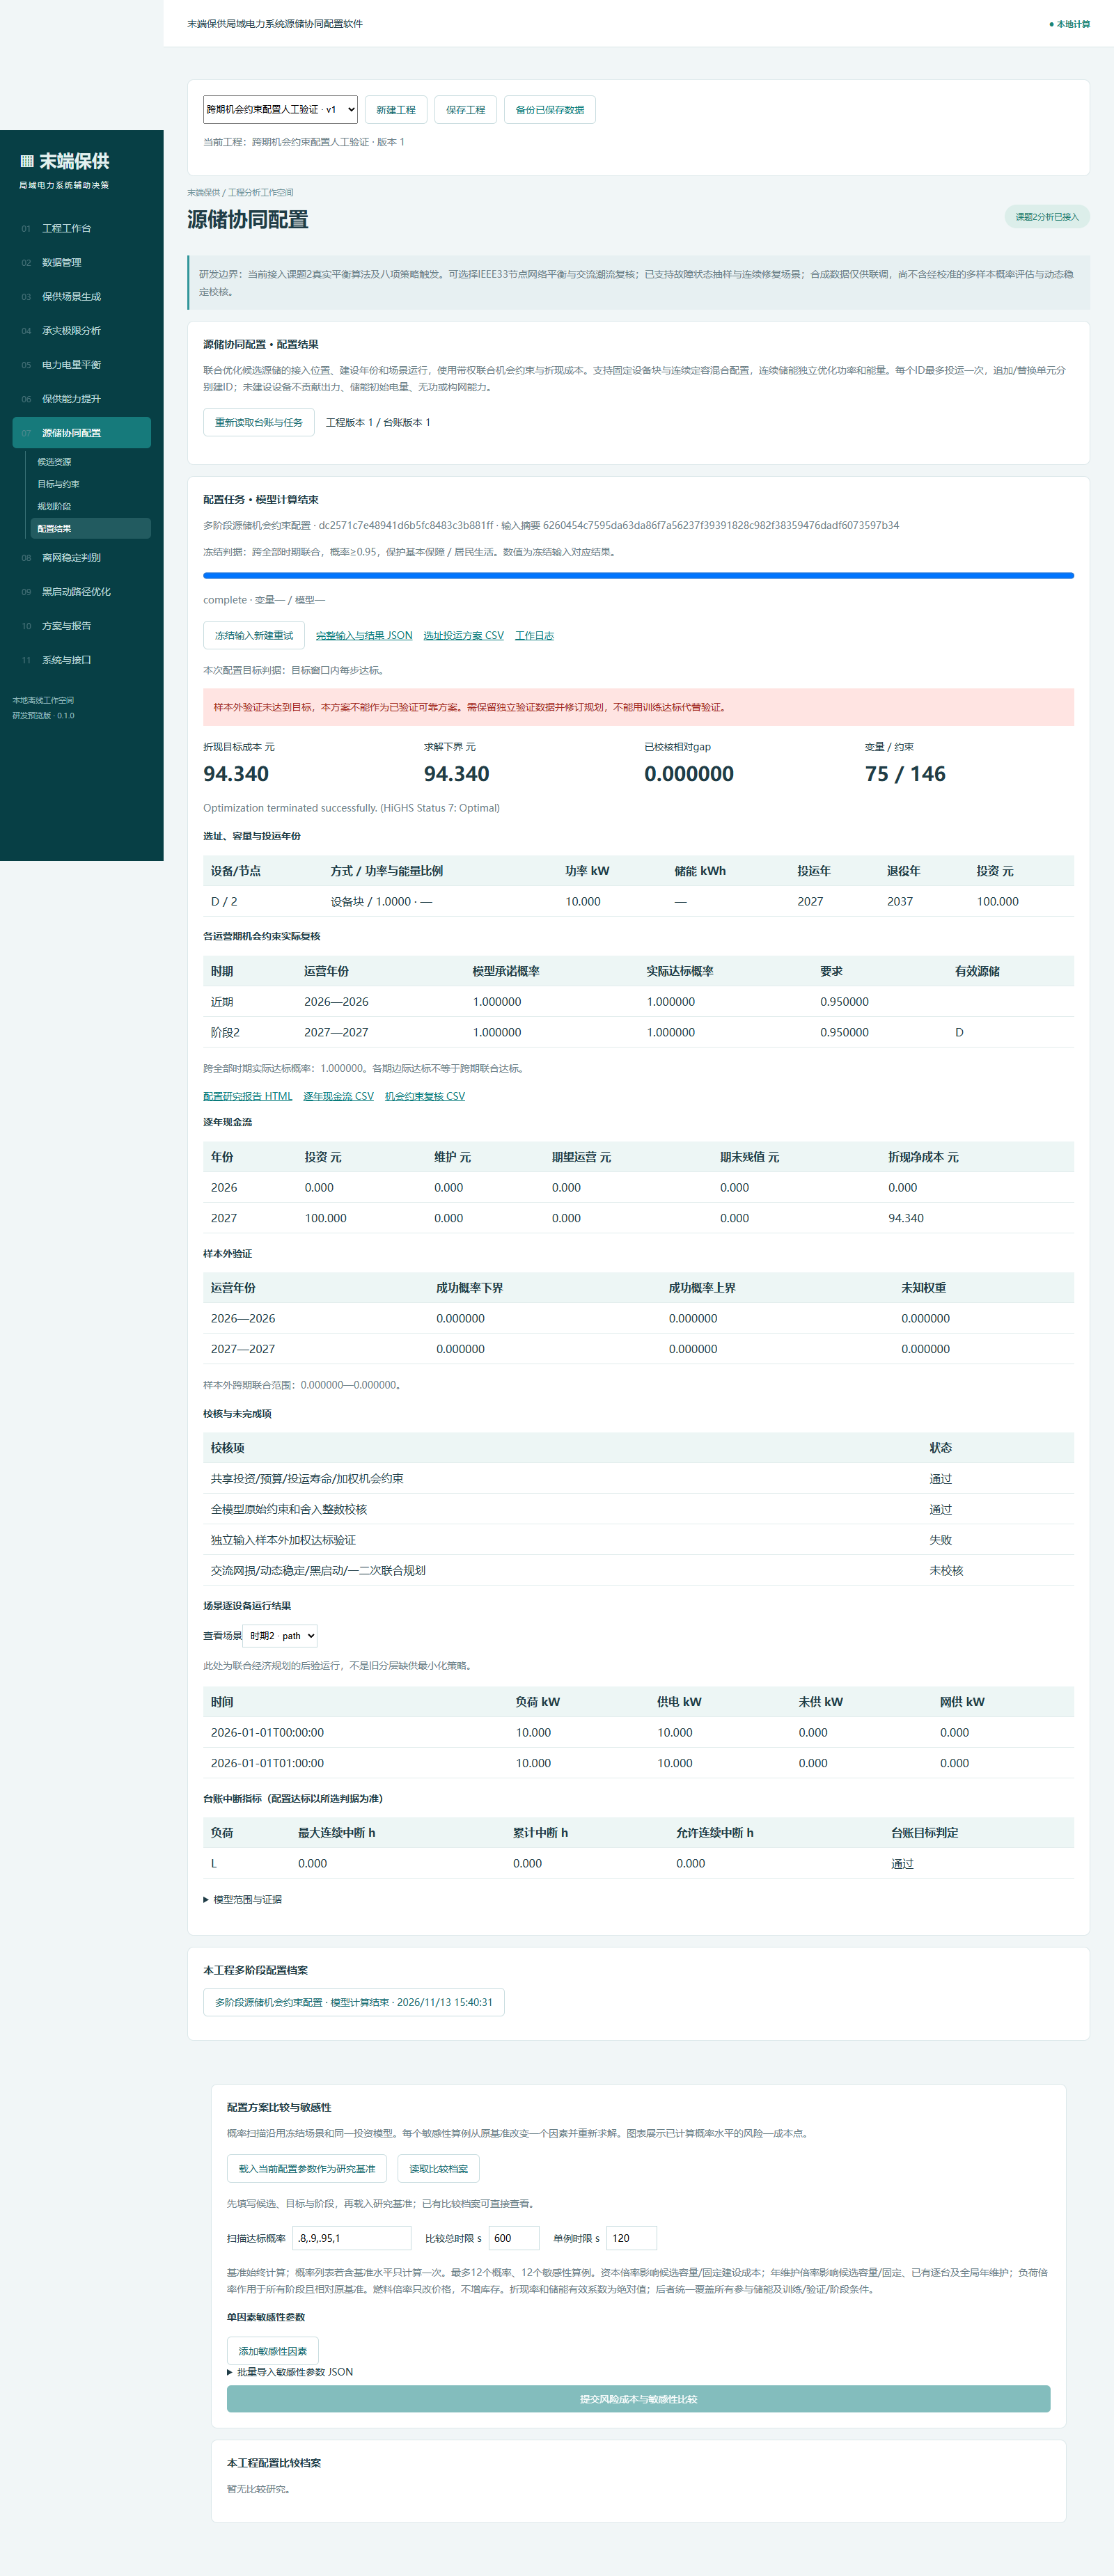 末端保供局域电力系统源储协同配置软件
● 本地计算
跨期机会约束配置人工验证 · v1
新建工程
保存工程
备份已保存数据
当前工程：跨期机会约束配置人工验证 · 版本 1
▦ 末端保供
局域电力系统辅助决策
01 工程工作台
02 数据管理
03 保供场景生成
04 承灾极限分析
05 电力电量平衡
06 保供能力提升
07 源储协同配置
候选资源
目标与约束
规划阶段
配置结果
08 离网稳定判别
09 黑启动路径优化
10 方案与报告
11 系统与接口
本地离线工作空间
研发预览版 · 0.1.0
末端保供 / 工程分析工作空间
源储协同配置
课题2分析已接入
研发边界：当前接入课题2真实平衡算法及八项策略触发。可选择IEEE33节点网络平衡与交流潮流复核；已支持故障状态抽样与连续修复场景；合成数据仅供联调，尚不含经校准的多样本概率评估与动态稳
定校核。
源储协同配置 • 配置结果
联合优化候选源储的接入位置、建设年份和场景运行，使用带权联合机会约束与折现成本。支持固定设备块与连续定容混合配置，连续储能独立优化功率和能量。每个ID最多投运一次，追加/替换单元分
别建ID；未建设设备不贡献出力、储能初始电量、无功或构网能力。
重新读取台账与任务
工程版本 1 / 台账版本 1
配置任务 • 模型计算结束
多阶段源储机会约束配置 · dc2571c7e48941d6b5fc8483c3b881ff · 输入摘要 6260454c7595da63da86f7a56237f39391828c982f38359476dadf6073597b34
冻结判据：跨全部时期联合，概率≥0.95，保护基本保障 / 居民生活。数值为冻结输入对应结果。
complete · 变量— / 模型—
冻结输入新建重试
完整输入与结果 JSON
选址投运方案 CSV
工作日志
本次配置目标判据：目标窗口内每步达标。
样本外验证未达到目标，本方案不能作为已验证可靠方案。需保留独立验证数据并修订规划，不能用训练达标代替验证。
折现目标成本 元
求解下界 元
已校核相对gap
变量 / 约束
94.340
94.340
0.000000
75 / 146
Optimization terminated successfully. (HiGHS Status 7: Optimal)
选址、容量与投运年份
设备/节点 方式 / 功率与能量比例 功率 kW 储能 kWh 投运年 退役年 投资 元
D / 2 设备块 / 1.0000 · — 10.000 — 2027 2037 100.000
各运营期机会约束实际复核
时期 运营年份 模型承诺概率 实际达标概率 要求 有效源储
近期 2026—2026 1.000000 1.000000 0.950000
阶段2 2027—2027 1.000000 1.000000 0.950000 D
跨全部时期实际达标概率：1.000000。各期边际达标不等于跨期联合达标。
配置研究报告 HTML
逐年现金流 CSV
机会约束复核 CSV
逐年现金流
年份 投资 元 维护 元 期望运营 元 期末残值 元 折现净成本 元
2026 0.000 0.000 0.000 0.000 0.000
2027 100.000 0.000 0.000 0.000 94.340
样本外验证
运营年份 成功概率下界 成功概率上界 未知权重
2026—2026 0.000000 0.000000 0.000000
2027—2027 0.000000 0.000000 0.000000
样本外跨期联合范围：0.000000—0.000000。
校核与未完成项
校核项 状态
共享投资/预算/投运寿命/加权机会约束 通过
全模型原始约束和舍入整数校核 通过
独立输入样本外加权达标验证 失败
交流网损/动态稳定/黑启动/一二次联合规划 未校核
场景逐设备运行结果
查看场景 时期2 · path
此处为联合经济规划的后验运行，不是旧分层缺供最小化策略。
时间 负荷 kW 供电 kW 未供 kW 网供 kW
2026-01-01T00:00:00 10.000 10.000 0.000 0.000
2026-01-01T01:00:00 10.000 10.000 0.000 0.000
台账中断指标（配置达标以所选判据为准）
负荷 最大连续中断 h 累计中断 h 允许连续中断 h 台账目标判定
L 0.000 0.000 0.000 通过
▶ 模型范围与证据
本工程多阶段配置档案
多阶段源储机会约束配置 · 模型计算结束 · 2026/11/13 15:40:31
配置方案比较与敏感性
概率扫描沿用冻结场景和同一投资模型。每个敏感性算例从原基准改变一个因素并重新求解。图表展示已计算概率水平的风险—成本点。
载入当前配置参数作为研究基准
读取比较档案
先填写候选、目标与阶段，再载入研究基准；已有比较档案可直接查看。
扫描达标概率 .8,.9,.95,1 比较总时限 s 600 单例时限 s 120
基准始终计算；概率列表若含基准水平只计算一次。最多12个概率、12个敏感性算例。资本倍率影响候选容量/固定建设成本；年维护倍率影响候选容量/固定、已有逐台及全局年维护；负荷倍
率作用于所有阶段且相对原基准。燃料倍率只改价格，不增库存。折现率和储能有效系数为绝对值；后者统一覆盖所有参与储能及训练/验证/阶段条件。
单因素敏感性参数
添加敏感性因素
▶ 批量导入敏感性参数 JSON
提交风险成本与敏感性比较
本工程配置比较档案
暂无比较研究。